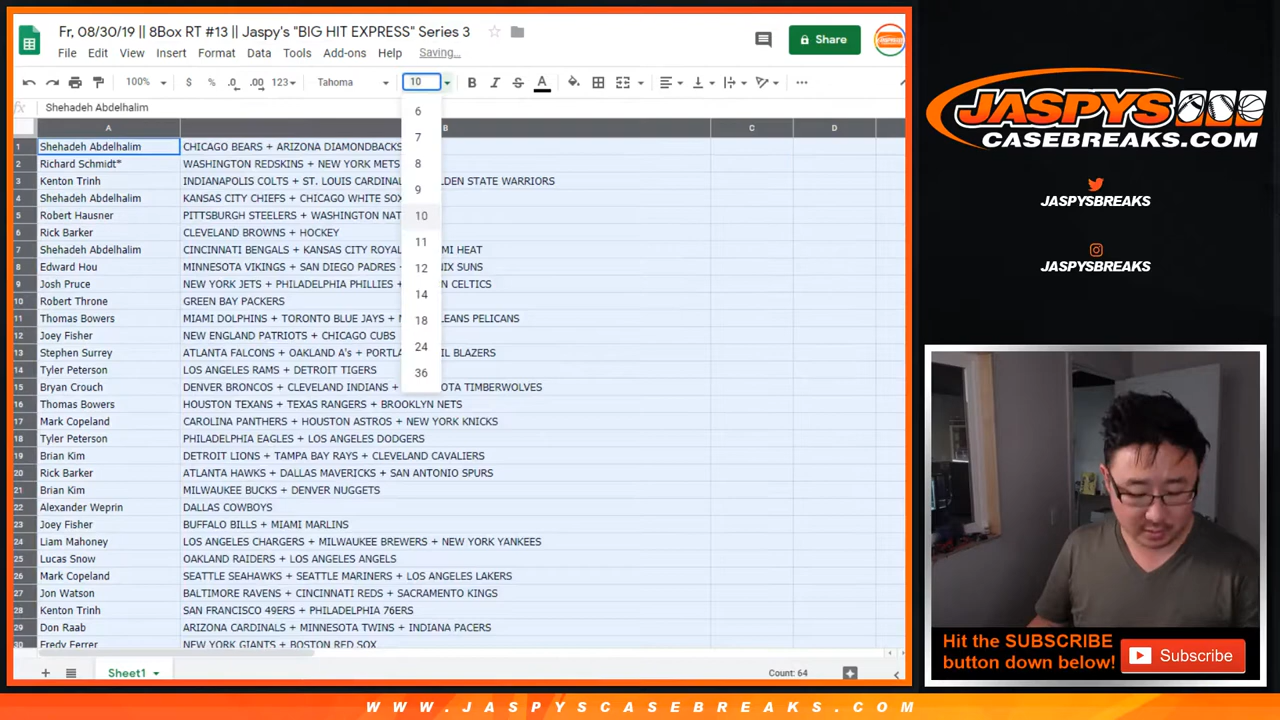 Fr, 08/30/19 || 8Box RT #13 || Jaspy's "BIG HIT EXPRESS" Series 3
File Edit View Insert Format Data Tools Add-ons Help Saving...
Share
100% $ % .0 .00 123 Tahoma 10 B I S A
fx Shehadeh Abdelhalim
A B C D
1 Shehadeh Abdelhalim CHICAGO BEARS + ARIZONA DIAMONDBACKS
2 Richard Schmidt* WASHINGTON REDSKINS + NEW YORK METS
3 Kenton Trinh INDIANAPOLIS COLTS + ST. LOUIS CARDINAL LDEN STATE WARRIORS
4 Shehadeh Abdelhalim KANSAS CITY CHIEFS + CHICAGO WHITE SOX
5 Robert Hausner PITTSBURGH STEELERS + WASHINGTON NAT
6 Rick Barker CLEVELAND BROWNS + HOCKEY
7 Shehadeh Abdelhalim CINCINNATI BENGALS + KANSAS CITY ROYAL MI HEAT
8 Edward Hou MINNESOTA VIKINGS + SAN DIEGO PADRES NIX SUNS
9 Josh Pruce NEW YORK JETS + PHILADELPHIA PHILLIES + N CELTICS
10 Robert Throne GREEN BAY PACKERS
11 Thomas Bowers MIAMI DOLPHINS + TORONTO BLUE JAYS + N LEANS PELICANS
12 Joey Fisher NEW ENGLAND PATRIOTS + CHICAGO CUBS
13 Stephen Surrey ATLANTA FALCONS + OAKLAND A's + PORTLA IL BLAZERS
14 Tyler Peterson LOS ANGELES RAMS + DETROIT TIGERS
15 Bryan Crouch DENVER BRONCOS + CLEVELAND INDIANS + OTA TIMBERWOLVES
16 Thomas Bowers HOUSTON TEXANS + TEXAS RANGERS + BROOKLYN NETS
17 Mark Copeland CAROLINA PANTHERS + HOUSTON ASTROS + NEW YORK KNICKS
18 Tyler Peterson PHILADELPHIA EAGLES + LOS ANGELES DODGERS
19 Brian Kim DETROIT LIONS + TAMPA BAY RAYS + CLEVELAND CAVALIERS
20 Rick Barker ATLANTA HAWKS + DALLAS MAVERICKS + SAN ANTONIO SPURS
21 Brian Kim MILWAUKEE BUCKS + DENVER NUGGETS
22 Alexander Weprin DALLAS COWBOYS
23 Joey Fisher BUFFALO BILLS + MIAMI MARLINS
24 Liam Mahoney LOS ANGELES CHARGERS + MILWAUKEE BREWERS + NEW YORK YANKEES
25 Lucas Snow OAKLAND RAIDERS + LOS ANGELES ANGELS
26 Mark Copeland SEATTLE SEAHAWKS + SEATTLE MARINERS + LOS ANGELES LAKERS
27 Jon Watson BALTIMORE RAVENS + CINCINNATI REDS + SACRAMENTO KINGS
28 Kenton Trinh SAN FRANCISCO 49ERS + PHILADELPHIA 76ERS
29 Don Raab ARIZONA CARDINALS + MINNESOTA TWINS + INDIANA PACERS
30 Fredy Ferrer NEW YORK GIANTS + BOSTON RED SOX
6
7
8
9
10
11
12
14
18
24
36
Sheet1 Count: 64
JASPYS
CASEBREAKS.COM
JASPYSBREAKS
JASPYSBREAKS
Hit the SUBSCRIBE
button down below!
Subscribe
WWW.JASPYSCASEBREAKS.COM